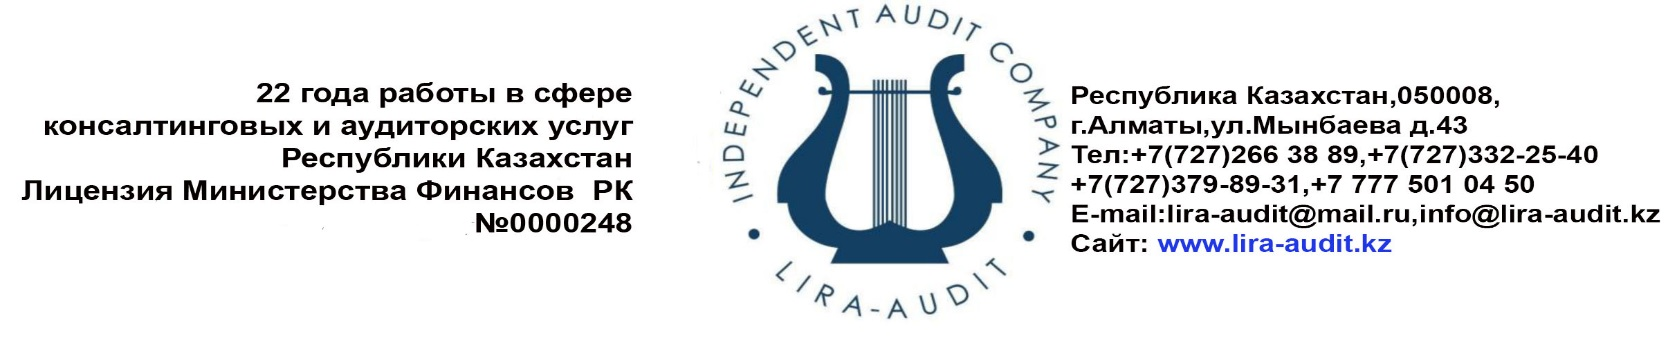 22 года работы в сфере
консалтинговых и аудиторских услуг
Республики Казахстан
Лицензия Министерства Финансов РК
№0000248
INDEPENDENT AUDIT COMPANY
LIRA-AUDIT
Республика Казахстан,050008,
г.Алматы,ул.Мынбаева д.43
Тел:+7(727)266 38 89,+7(727)332-25-40
+7(727)379-89-31,+7 777 501 04 50
E-mail:lira-audit@mail.ru,info@lira-audit.kz
Сайт: www.lira-audit.kz